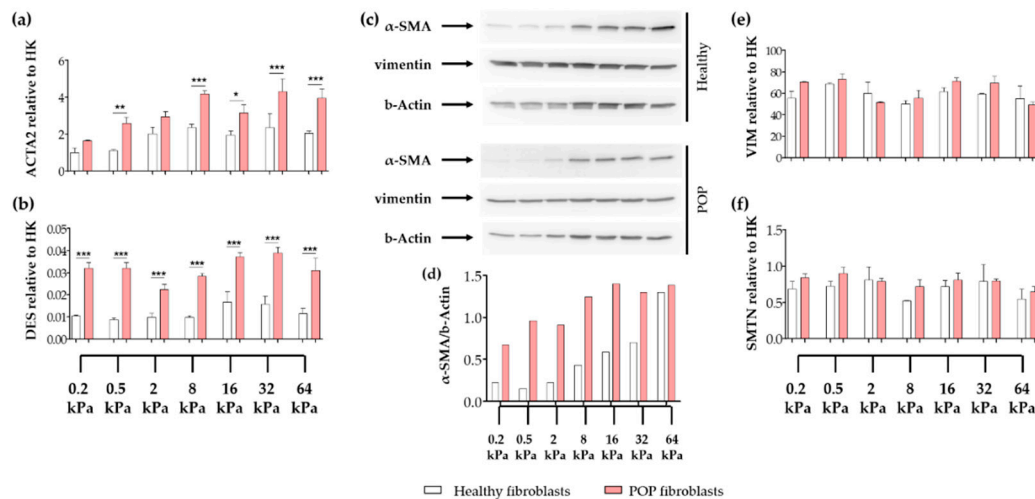 (a)
ACTA2 relative to HK
6
4
2
0
** *** * *** ***
(b)
DES relative to HK
0.05
0.04
0.03
0.02
0.01
0.00
*** *** *** *** *** *** ***
0.2 0.5 2 8 16 32 64
kPa kPa kPa kPa kPa kPa kPa
(c)
α-SMA
vimentin
b-Actin
Healthy
α-SMA
vimentin
b-Actin
POP
(d)
α-SMA/b-Actin
1.5
1.0
0.5
0.0
0.2 0.5 2 8 16 32 64
kPa kPa kPa kPa kPa kPa kPa
(e)
VIM relative to HK
100
80
60
40
20
0
(f)
SMTN relative to HK
1.5
1.0
0.5
0.0
0.2 0.5 2 8 16 32 64
kPa kPa kPa kPa kPa kPa kPa
Healthy fibroblasts POP fibroblasts